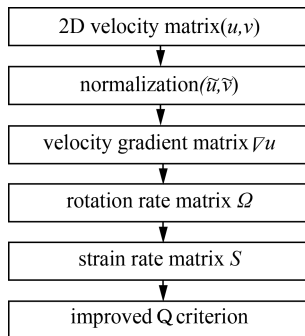 2D velocity matrix(u,v)
normalization(ũ,ṽ)
velocity gradient matrix ∇u
rotation rate matrix Ω
strain rate matrix S
improved Q criterion